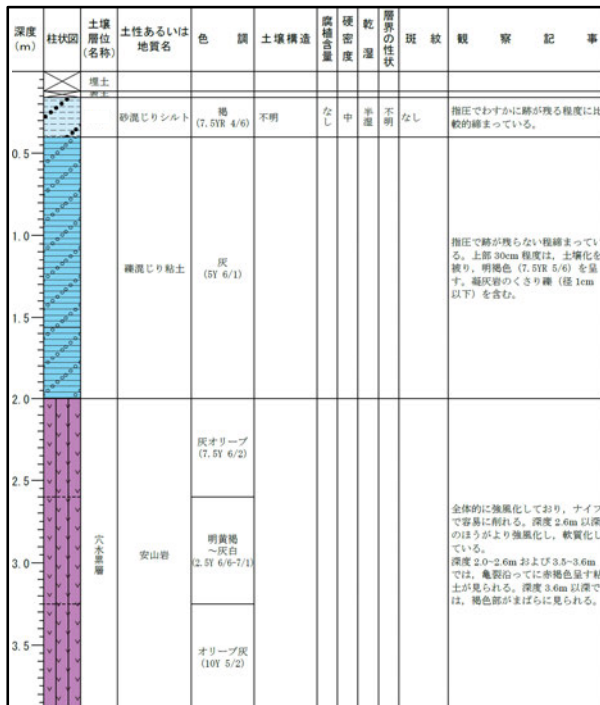 深度
(m)
柱状図
土壌
層位
(名称)
土性あるいは
地質名
色 調
土壌構造
腐植含量
硬密度
乾湿
層界の性状
斑 紋
観 察 記 事
埋土
砂混じりシルト
褐
(7.5YR 4/6)
不明
なし
中
半湿
不明
なし
指圧でわずかに跡が残る程度に比
較的締まっている。
0.5
1.0
1.5
2.0
3.0
3.5
礫混じり粘土
灰
(5Y 6/1)
指圧で跡が残らない程締まってい
る。上部 30cm 程度は，土壌化を
被り，明褐色 (7.5YR 5/6) を呈
す。凝灰岩のくさり礫（径 1cm
以下）を含む。
穴水累層
安山岩
灰オリーブ
(7.5Y 6/2)
明黄褐
～灰白
(2.5Y 6/6-7/1)
オリーブ灰
(10Y 5/2)
全体的に強風化しており，ナイフ
で容易に削れる。深度 2.6m 以深
のほうがより強風化し，軟質化し
ている。
深度 2.0-2.6m および 3.5-3.6m
では，亀裂沿ってに赤褐色呈す粘
土が見られる。深度 3.6m 以深で
は，褐色部がまばらに見られる。